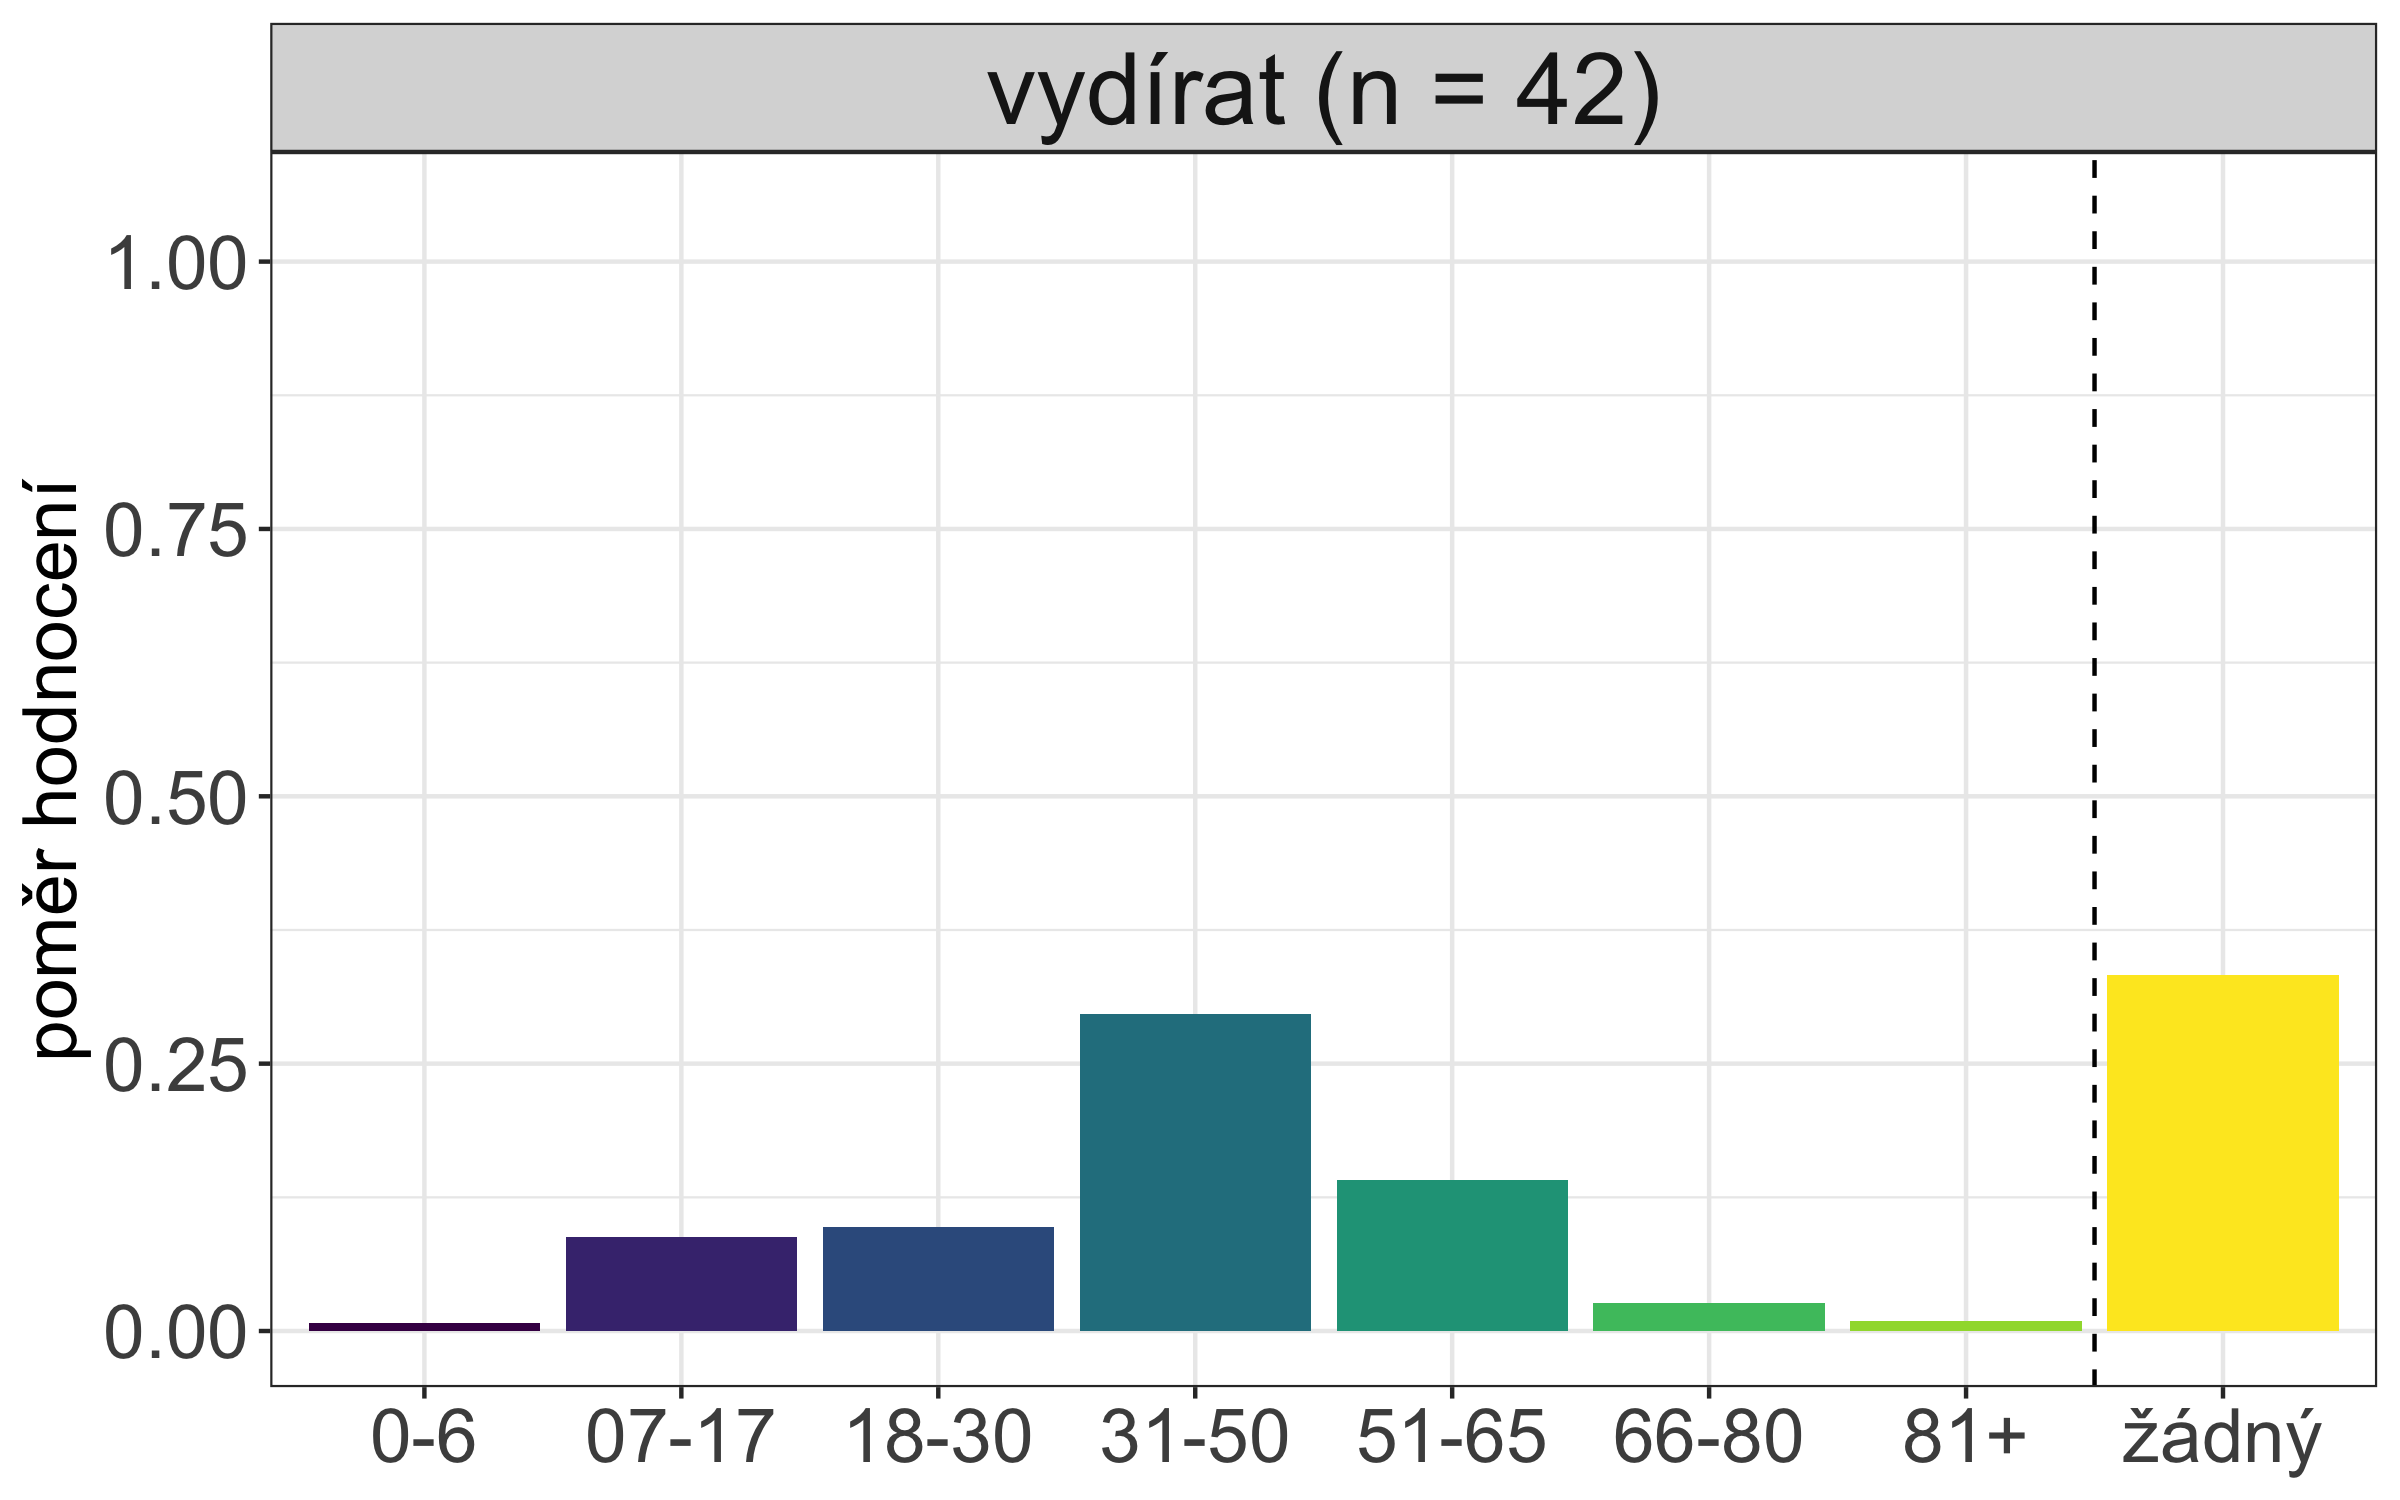 vydírat (n = 42)
poměr hodnocení
1.00
0.75
0.50
0.25
0.00
0-6 07-17 18-30 31-50 51-65 66-80 81+ žádný